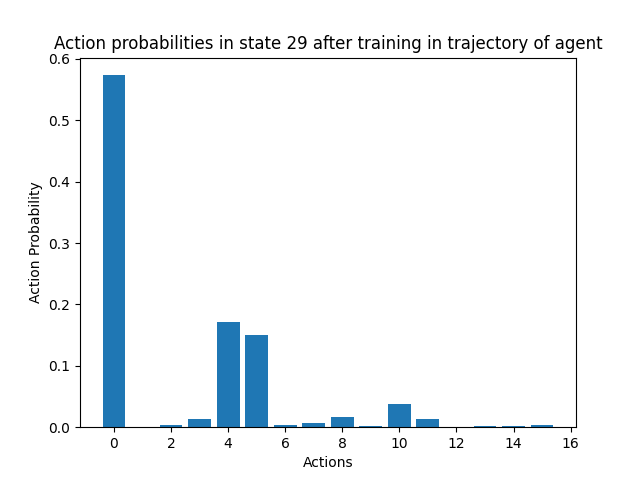 Action probabilities in state 29 after training in trajectory of agent
0.6
0.5
0.4
0.3
0.2
0.1
0.0
Action Probability
0 2 4 6 8 10 12 14 16
Actions